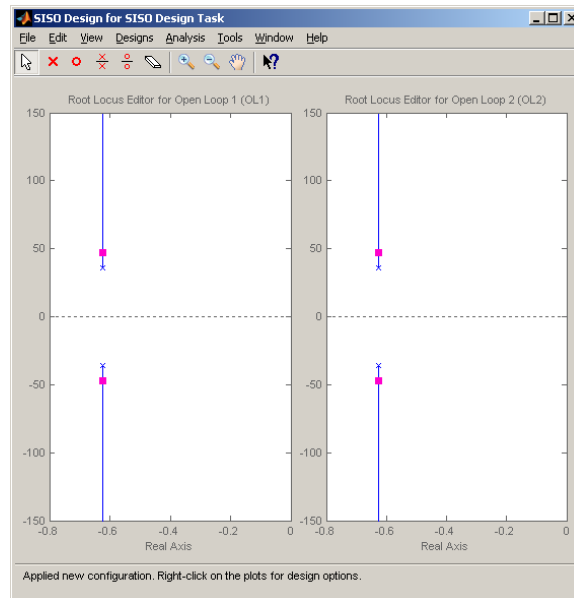 SISO Design for SISO Design Task
File Edit View Designs Analysis Tools Window Help
Root Locus Editor for Open Loop 1 (OL1)
150
100
50
0
-50
-100
-150
-0.8 -0.6 -0.4 -0.2 0
Real Axis
Root Locus Editor for Open Loop 2 (OL2)
150
100
50
0
-50
-100
-150
-0.8 -0.6 -0.4 -0.2 0
Real Axis
Applied new configuration. Right-click on the plots for design options.